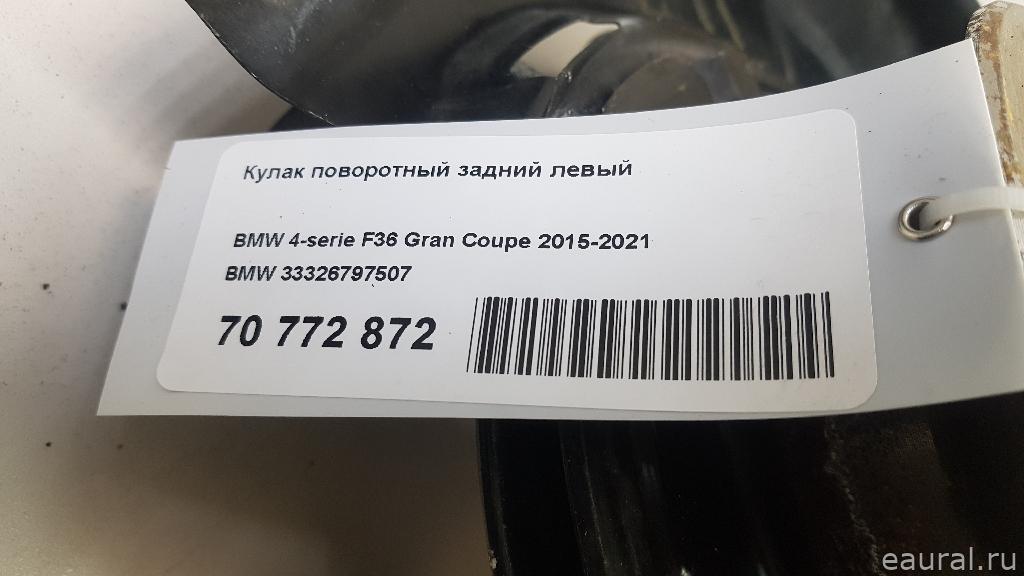 Кулак поворотный задний левый
BMW 4-serie F36 Gran Coupe 2015-2021
BMW 33326797507
70 772 872
eaural.ru